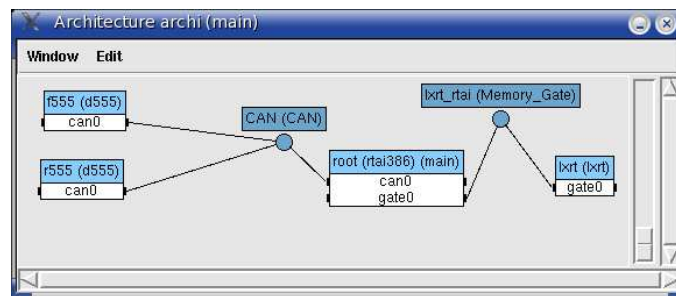 Architecture archi (main)
Window Edit
f555 (d555)
can0
CAN (CAN)
lxrt_rtai (Memory_Gate)
r555 (d555)
can0
root (rtai386) (main)
can0
gate0
lxrt (lxrt)
gate0